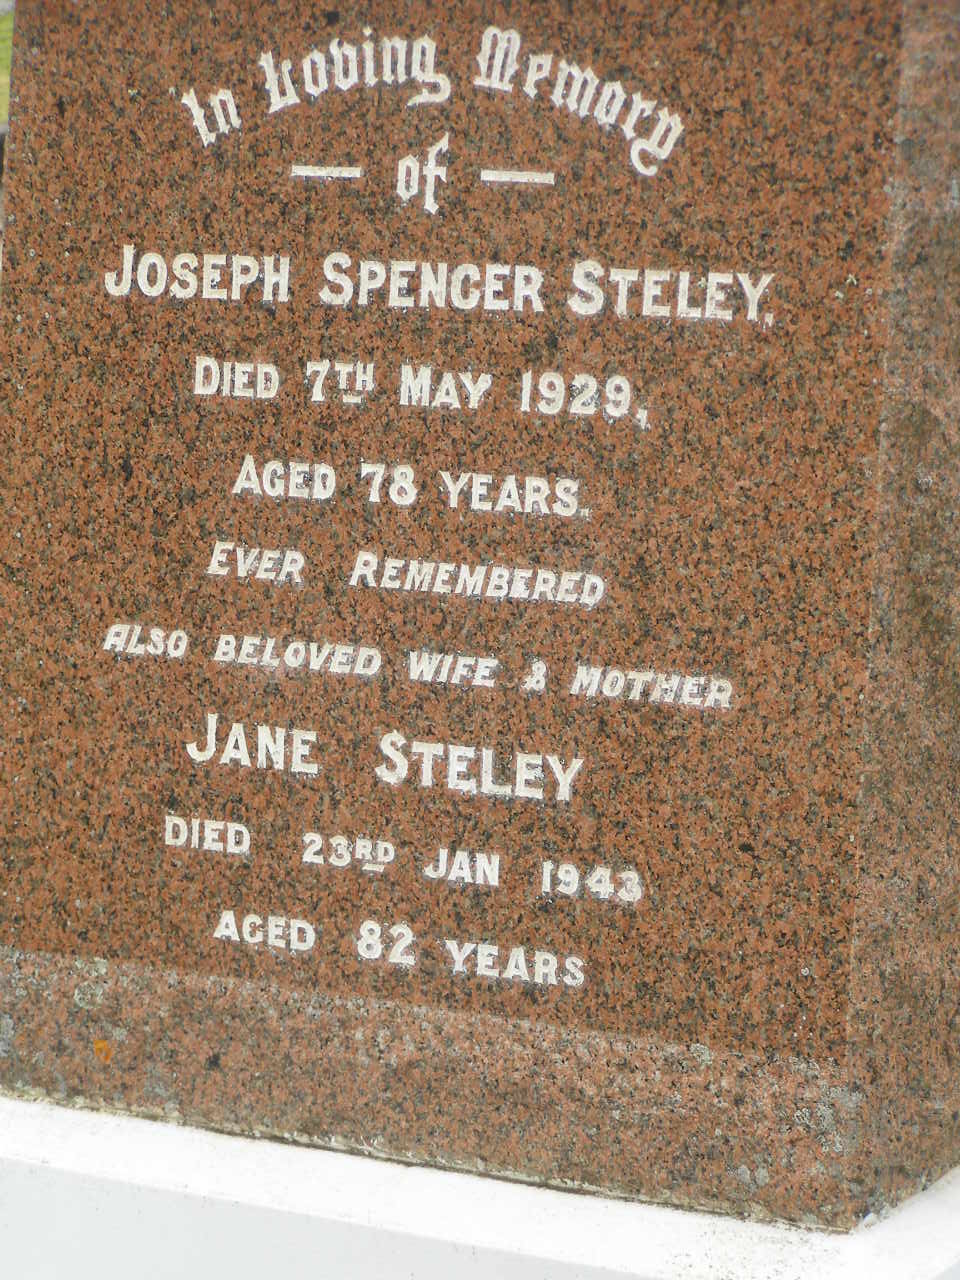 In Loving Memory
— of —
JOSEPH SPENCER STELEY,
DIED 7TH MAY 1929,
AGED 78 YEARS.
EVER REMEMBERED
ALSO BELOVED WIFE & MOTHER
JANE STELEY
DIED 23RD JAN 1943
AGED 82 YEARS